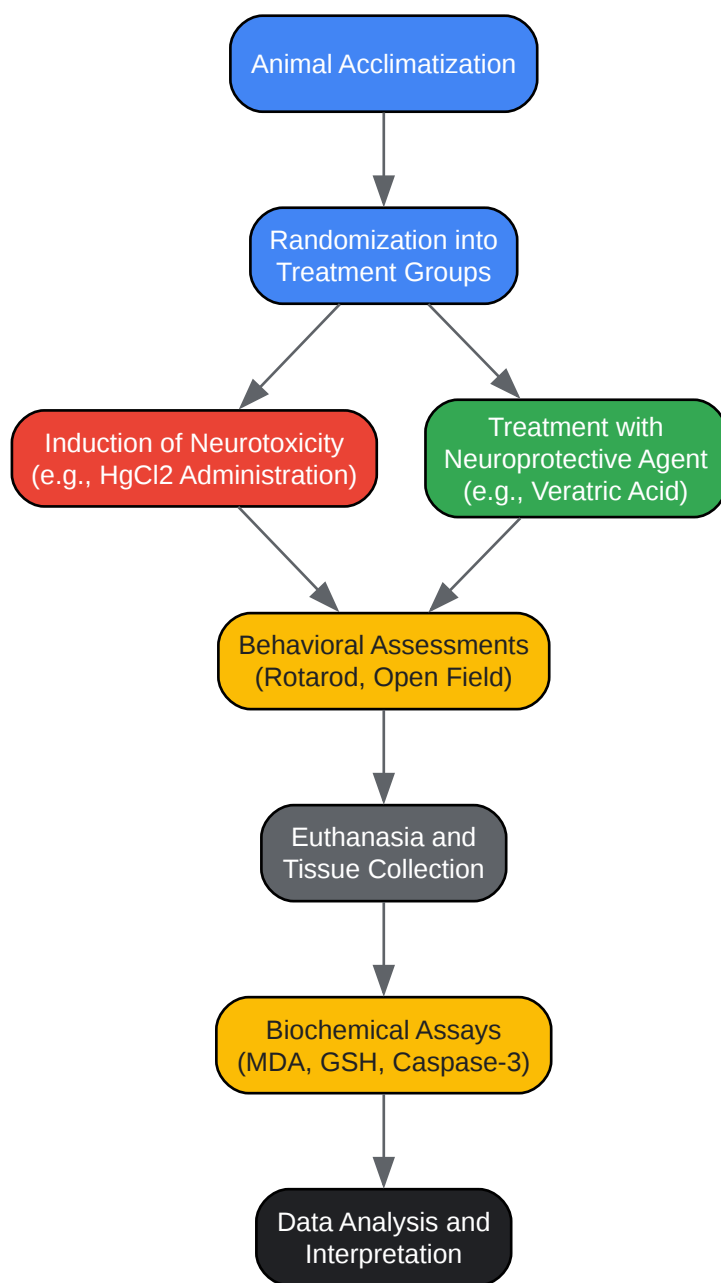 Animal Acclimatization
Randomization into
Treatment Groups
Induction of Neurotoxicity
(e.g., HgCl2 Administration)
Treatment with
Neuroprotective Agent
(e.g., Veratric Acid)
Behavioral Assessments
(Rotarod, Open Field)
Euthanasia and
Tissue Collection
Biochemical Assays
(MDA, GSH, Caspase-3)
Data Analysis and
Interpretation